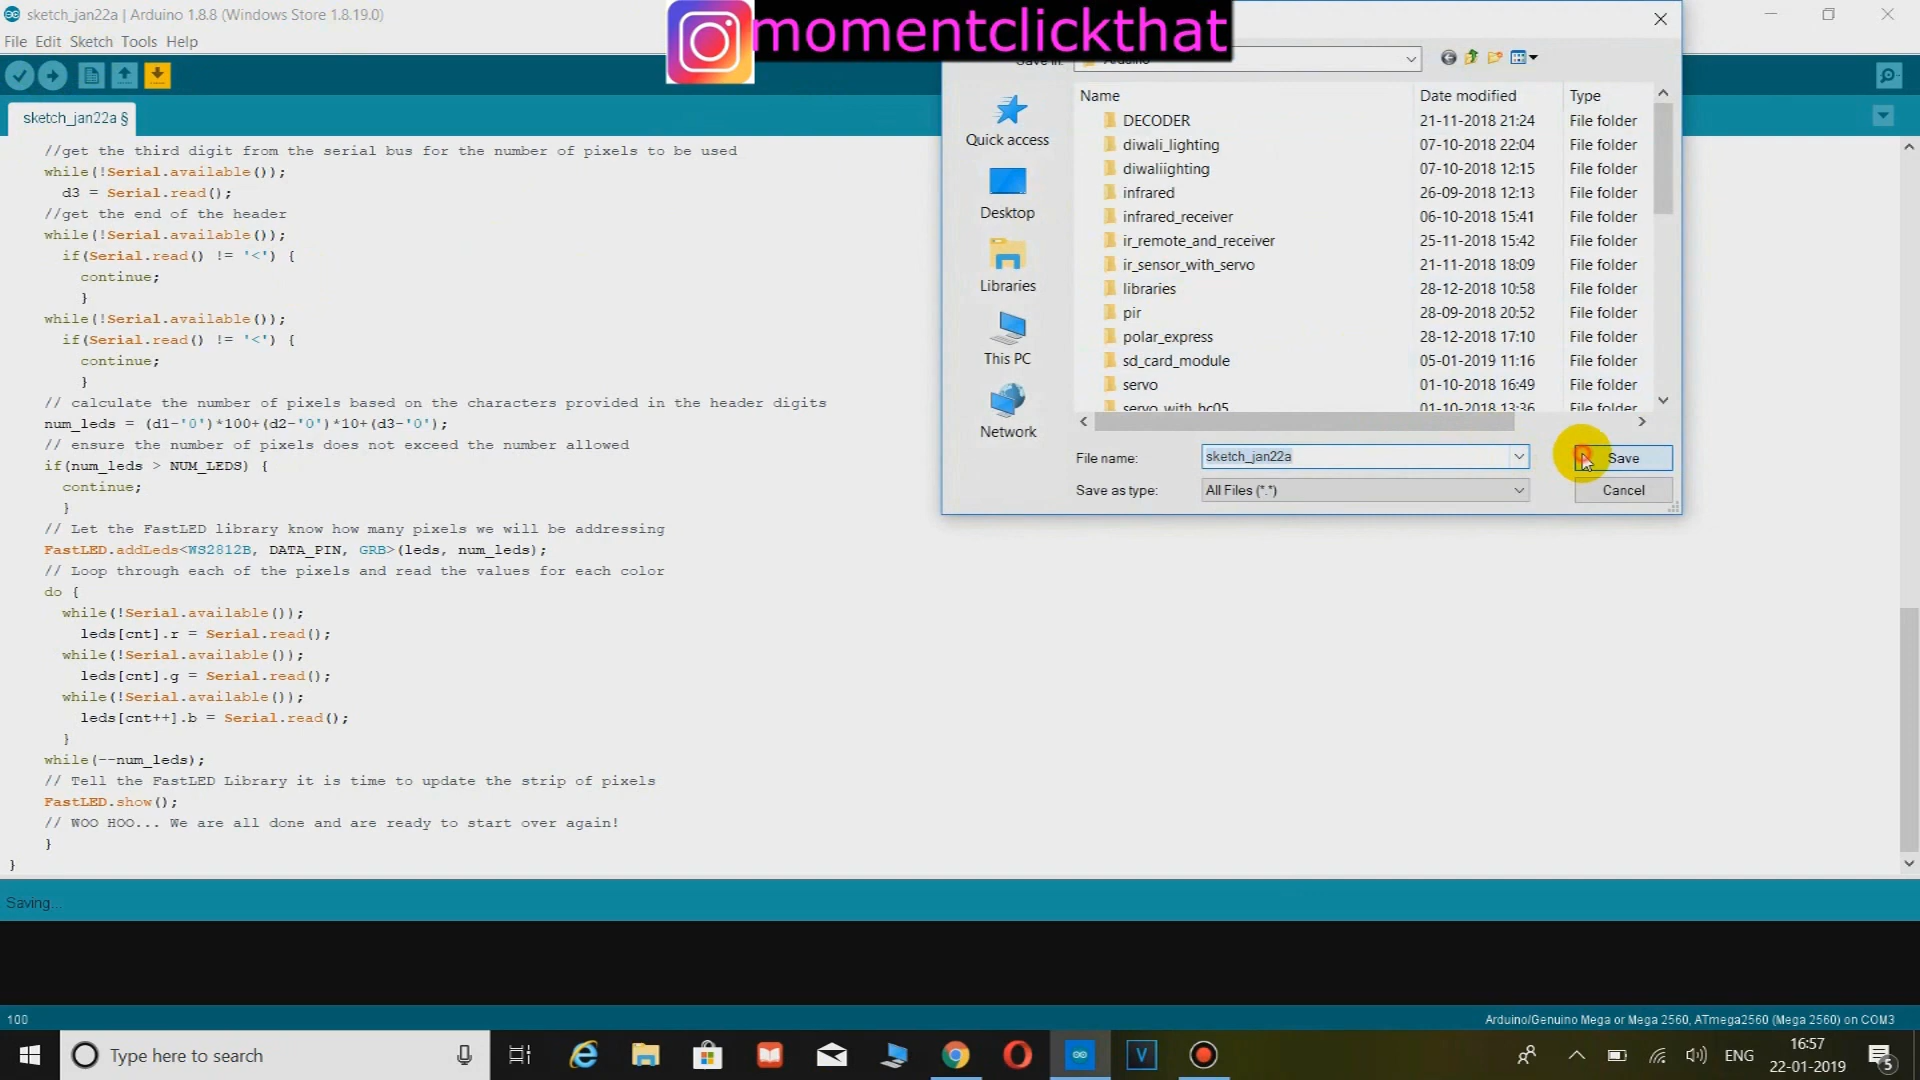 sketch_jan22a | Arduino 1.8.8 (Windows Store 1.8.19.0)
momentclickthat
File Edit Sketch Tools Help
sketch_jan22a §
//get the third digit from the serial bus for the number of pixels to be used
while(!Serial.available());
d3 = Serial.read();
//get the end of the header
while(!Serial.available());
if(Serial.read() != '<') {
continue;
}
while(!Serial.available());
if(Serial.read() != '<') {
continue;
}
// calculate the number of pixels based on the characters provided in the header digits
num_leds = (d1-'0')*100+(d2-'0')*10+(d3-'0');
// ensure the number of pixels does not exceed the number allowed
if(num_leds > NUM_LEDS) {
continue;
}
// Let the FastLED library know how many pixels we will be addressing
FastLED.addLeds<WS2812B, DATA_PIN, GRB>(leds, num_leds);
// Loop through each of the pixels and read the values for each color
do {
while(!Serial.available());
leds[cnt].r = Serial.read();
while(!Serial.available());
leds[cnt].g = Serial.read();
while(!Serial.available());
leds[cnt++].b = Serial.read();
}
while(--num_leds);
// Tell the FastLED Library it is time to update the strip of pixels
FastLED.show();
// WOO HOO... We are all done and are ready to start over again!
}
}
Save in: Arduino
Quick access
Desktop
Libraries
This PC
Network
Name Date modified Type
DECODER 21-11-2018 21:24 File folder
diwali_lighting 07-10-2018 22:04 File folder
diwaliighting 07-10-2018 12:15 File folder
infrared 26-09-2018 12:13 File folder
infrared_receiver 06-10-2018 15:41 File folder
ir_remote_and_receiver 25-11-2018 15:42 File folder
ir_sensor_with_servo 21-11-2018 18:09 File folder
libraries 28-12-2018 10:58 File folder
pir 28-09-2018 20:52 File folder
polar_express 28-12-2018 17:10 File folder
sd_card_module 05-01-2019 11:16 File folder
servo 01-10-2018 16:49 File folder
servo_with_hc05 01-10-2018 13:36 File folder
File name: sketch_jan22a Save
Save as type: All Files (*.*) Cancel
Saving...
100 Arduino/Genuino Mega or Mega 2560, ATmega2560 (Mega 2560) on COM3
Type here to search
V
ENG
16:57
22-01-2019
5